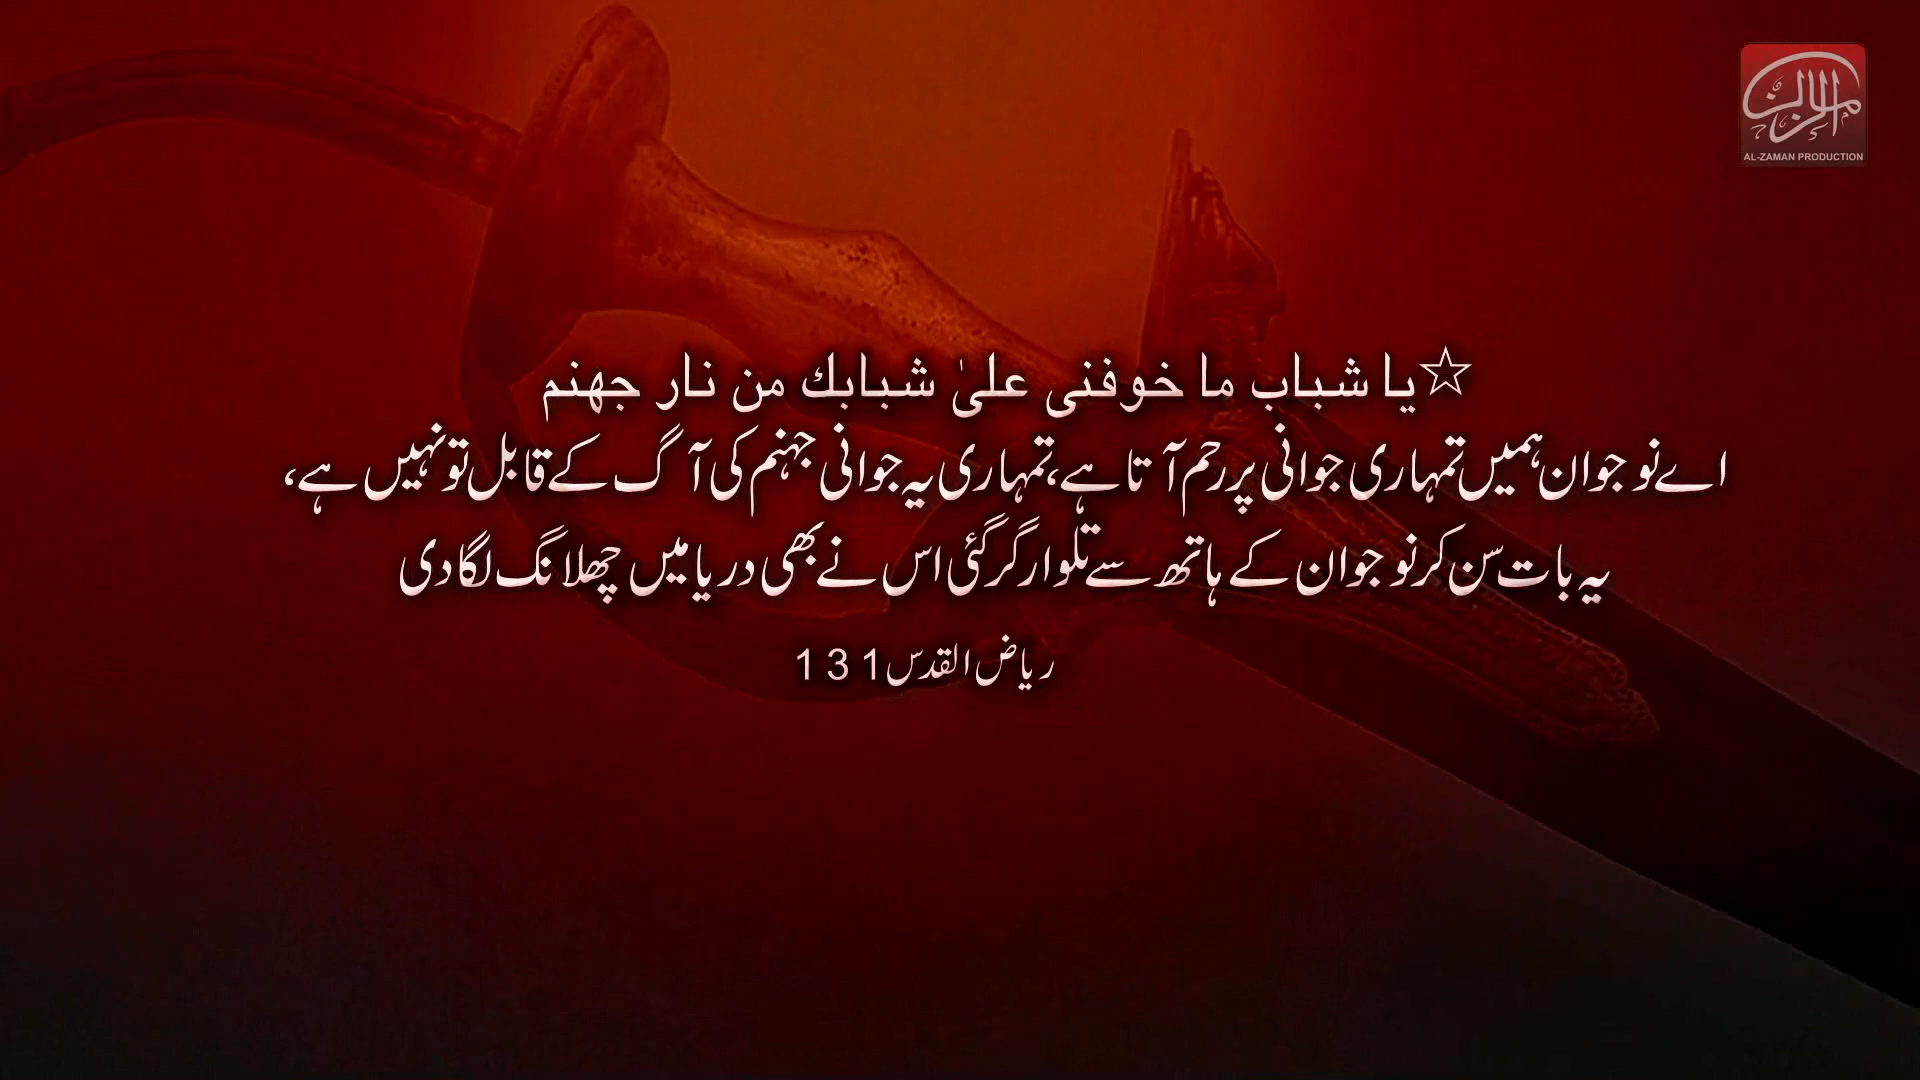 الزمان
AL-ZAMAN PRODUCTION
☆یا شباب ما خوفنی علیٰ شبابك من نار جهنم
اے نوجوان ہمیں تمہاری جوانی پر رحم آتا ہے، تمہاری یہ جوانی جہنم کی آگ کے قابل تو نہیں ہے،
یہ بات سن کر نوجوان کے ہاتھ سے تلوار گر گئی اس نے بھی دریا میں چھلانگ لگا دی
ریاض القدس 131